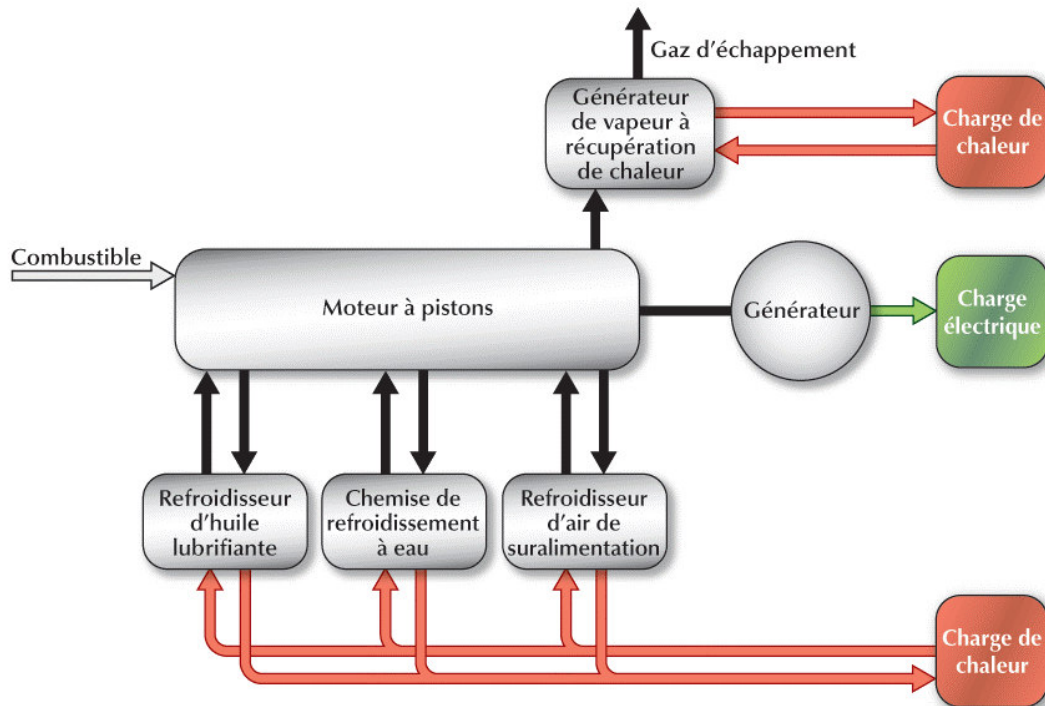 Gaz d'échappement
Générateur
de vapeur à
récupération
de chaleur
Charge de
chaleur
Combustible
Moteur à pistons
Générateur
Charge
électrique
Refroidisseur
d'huile
lubrifiante
Chemise de
refroidissement
à eau
Refroidisseur
d'air de
suralimentation
Charge de
chaleur